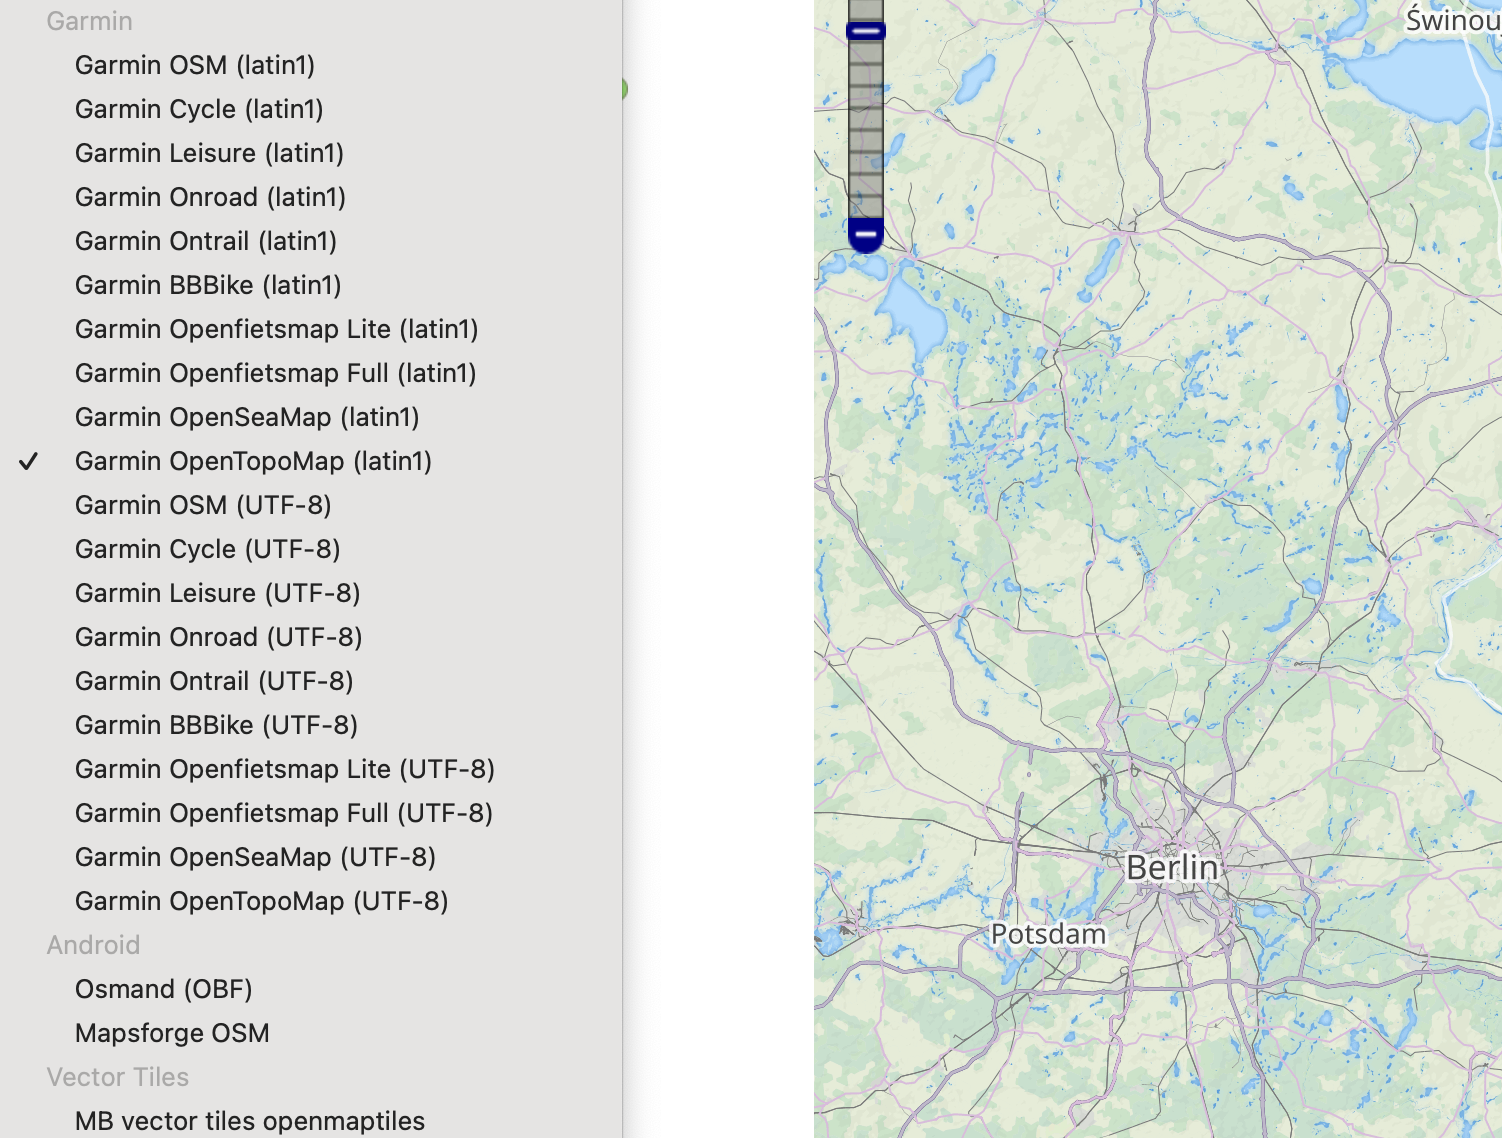 Garmin
Garmin OSM (latin1)
Garmin Cycle (latin1)
Garmin Leisure (latin1)
Garmin Onroad (latin1)
Garmin Ontrail (latin1)
Garmin BBBike (latin1)
Garmin Openfietsmap Lite (latin1)
Garmin Openfietsmap Full (latin1)
Garmin OpenSeaMap (latin1)
✓ Garmin OpenTopoMap (latin1)
Garmin OSM (UTF-8)
Garmin Cycle (UTF-8)
Garmin Leisure (UTF-8)
Garmin Onroad (UTF-8)
Garmin Ontrail (UTF-8)
Garmin BBBike (UTF-8)
Garmin Openfietsmap Lite (UTF-8)
Garmin Openfietsmap Full (UTF-8)
Garmin OpenSeaMap (UTF-8)
Garmin OpenTopoMap (UTF-8)
Android
Osmand (OBF)
Mapsforge OSM
Vector Tiles
MB vector tiles openmaptiles
Świnou
Berlin
Potsdam